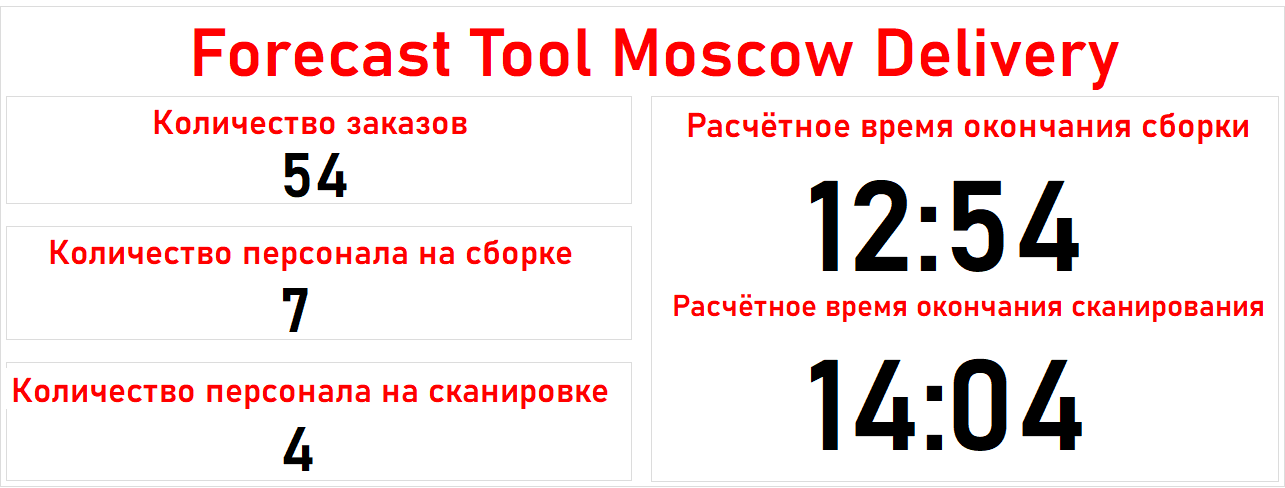 Forecast Tool Moscow Delivery
Количество заказов
54
Количество персонала на сборке
7
Количество персонала на сканировке
4
Расчётное время окончания сборки
12:54
Расчётное время окончания сканирования
14:04